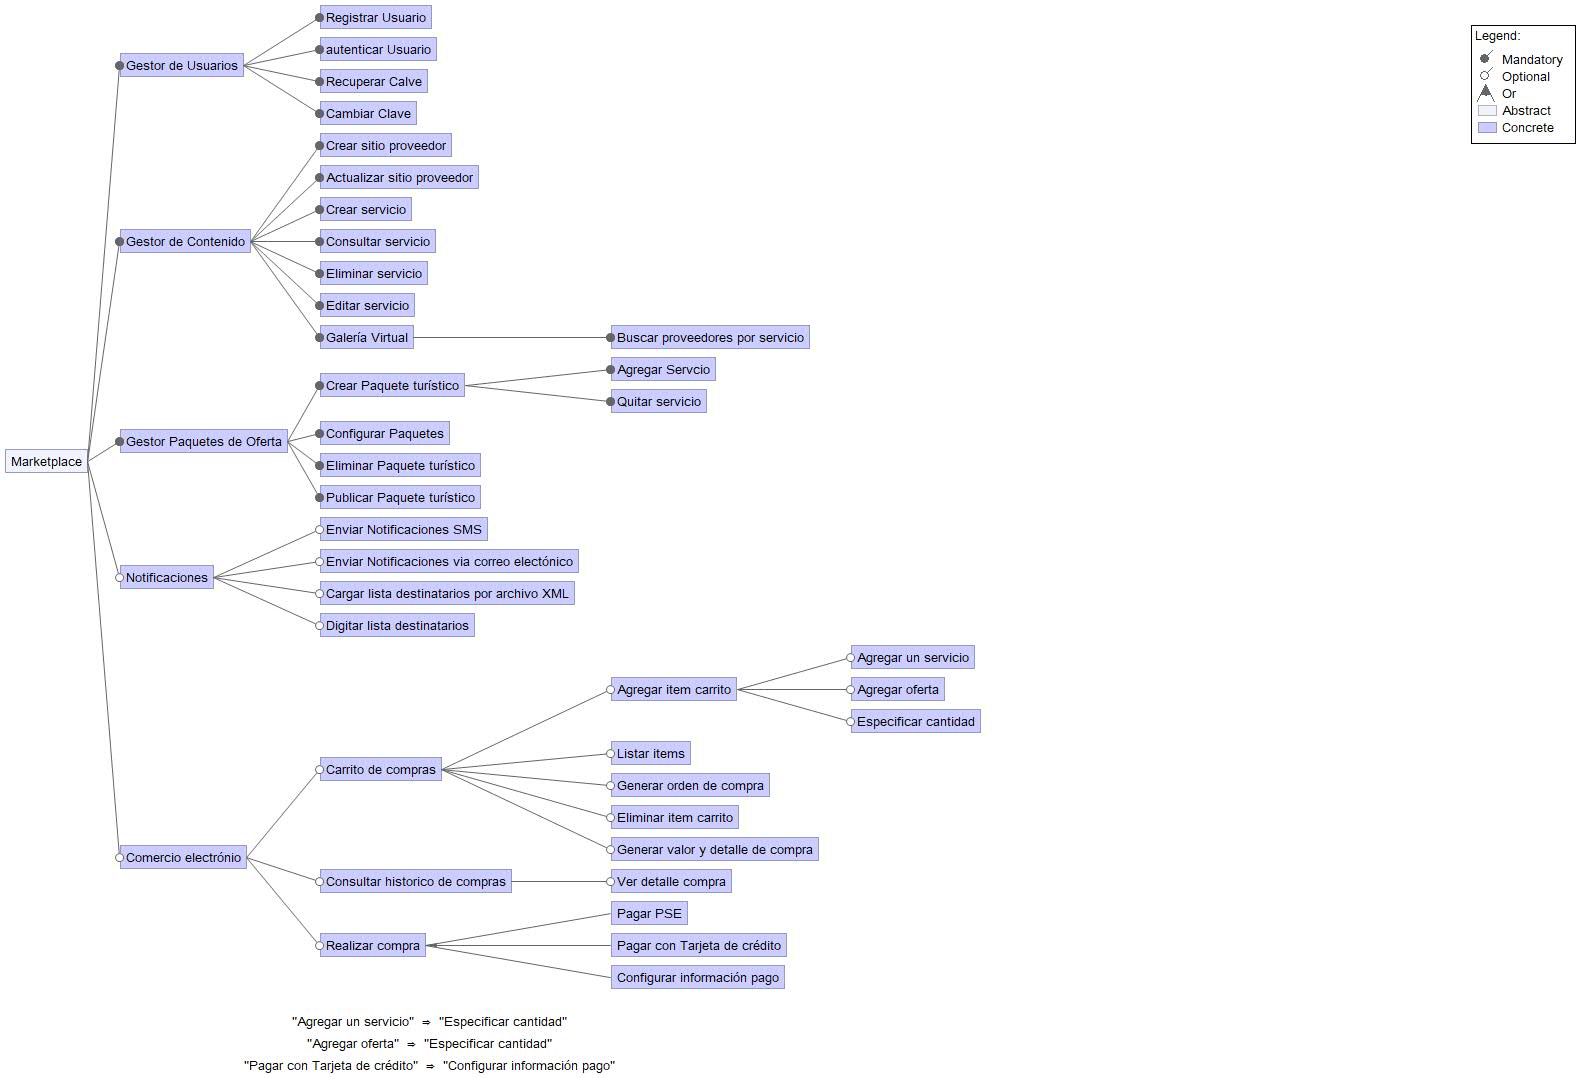 Registrar Usuario
autenticar Usuario
Gestor de Usuarios
Recuperar Calve
Cambiar Clave
Crear sitio proveedor
Actualizar sitio proveedor
Crear servicio
Gestor de Contenido
Consultar servicio
Eliminar servicio
Editar servicio
Galería Virtual
Buscar proveedores por servicio
Crear Paquete turístico
Agregar Servcio
Quitar servicio
Gestor Paquetes de Oferta
Configurar Paquetes
Eliminar Paquete turístico
Publicar Paquete turístico
Marketplace
Enviar Notificaciones SMS
Enviar Notificaciones via correo electónico
Notificaciones
Cargar lista destinatarios por archivo XML
Digitar lista destinatarios
Agregar un servicio
Agregar item carrito
Agregar oferta
Especificar cantidad
Listar items
Carrito de compras
Generar orden de compra
Eliminar item carrito
Generar valor y detalle de compra
Comercio electrónio
Consultar historico de compras
Ver detalle compra
Pagar PSE
Realizar compra
Pagar con Tarjeta de crédito
Configurar información pago
"Agregar un servicio" ⇒ "Especificar cantidad"
"Agregar oferta" ⇒ "Especificar cantidad"
"Pagar con Tarjeta de crédito" ⇒ "Configurar información pago"
Legend:
Mandatory
Optional
Or
Abstract
Concrete